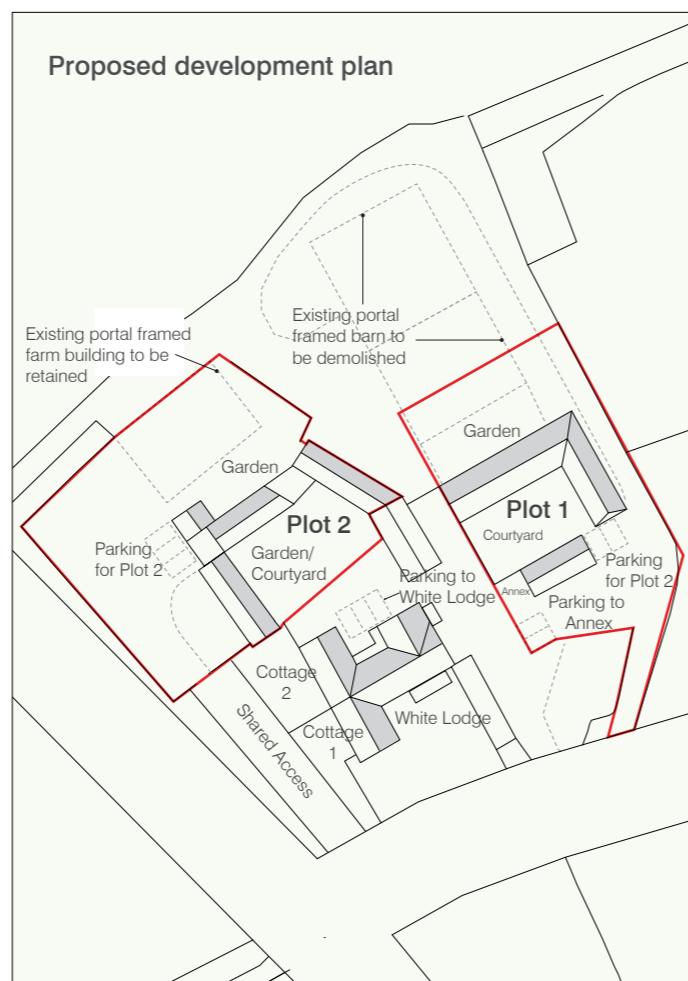 Proposed development plan
Existing portal framed
farm building to be
retained
Existing portal
framed barn to
be demolished
Garden
Garden
Plot 2
Plot 1
Courtyard
Garden/
Courtyard
Parking
for Plot 2
Parking
for Plot 2
Parking to
White Lodge
Annex
Parking to
Annex
Cottage
2
White Lodge
Cottage
1
Shared Access